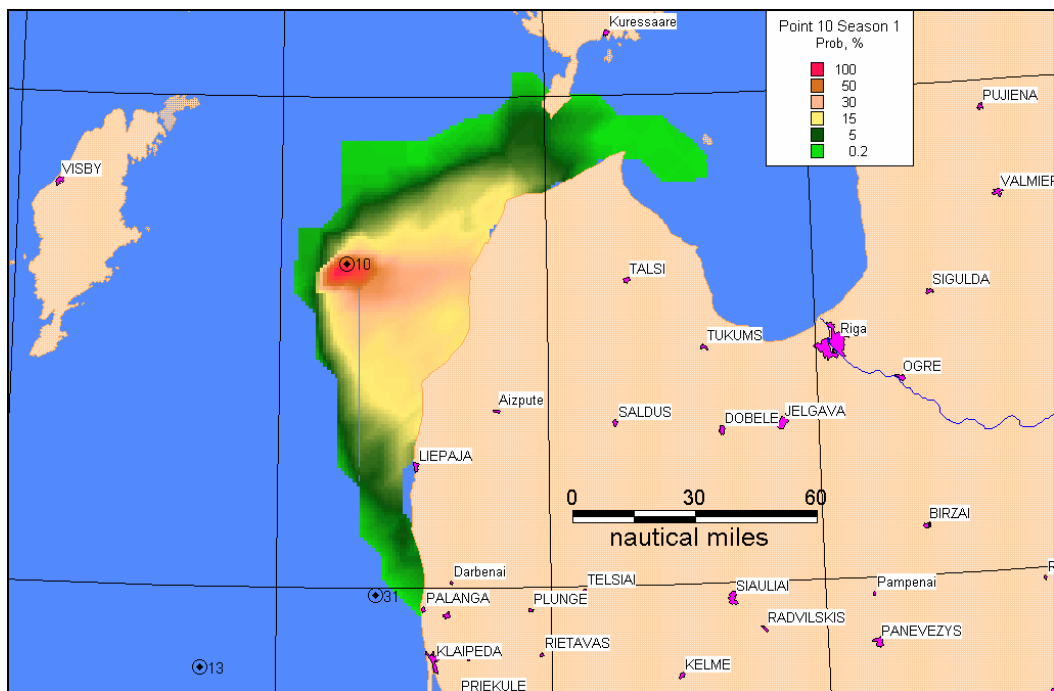 Kuressaare
Point 10 Season 1
Prob, %
100
50
30
15
5
0.2
PUJIENA
VISBY
VALMIER
10
TALSI
SIGULDA
Riga
TUKUMS
OGRE
Aizpute
SALDUS
DOBELE
JELGAVA
LIEPAJA
0 30 60
nautical miles
BIRZAI
Darbenai
TELSIAI
31
PALANGA
PLUNGE
SIAULIAI
Pampenai
R
RADVILSKIS
PANEVEZYS
KLAIPEDA
RIETAVAS
13
KELME
PRIEKULE